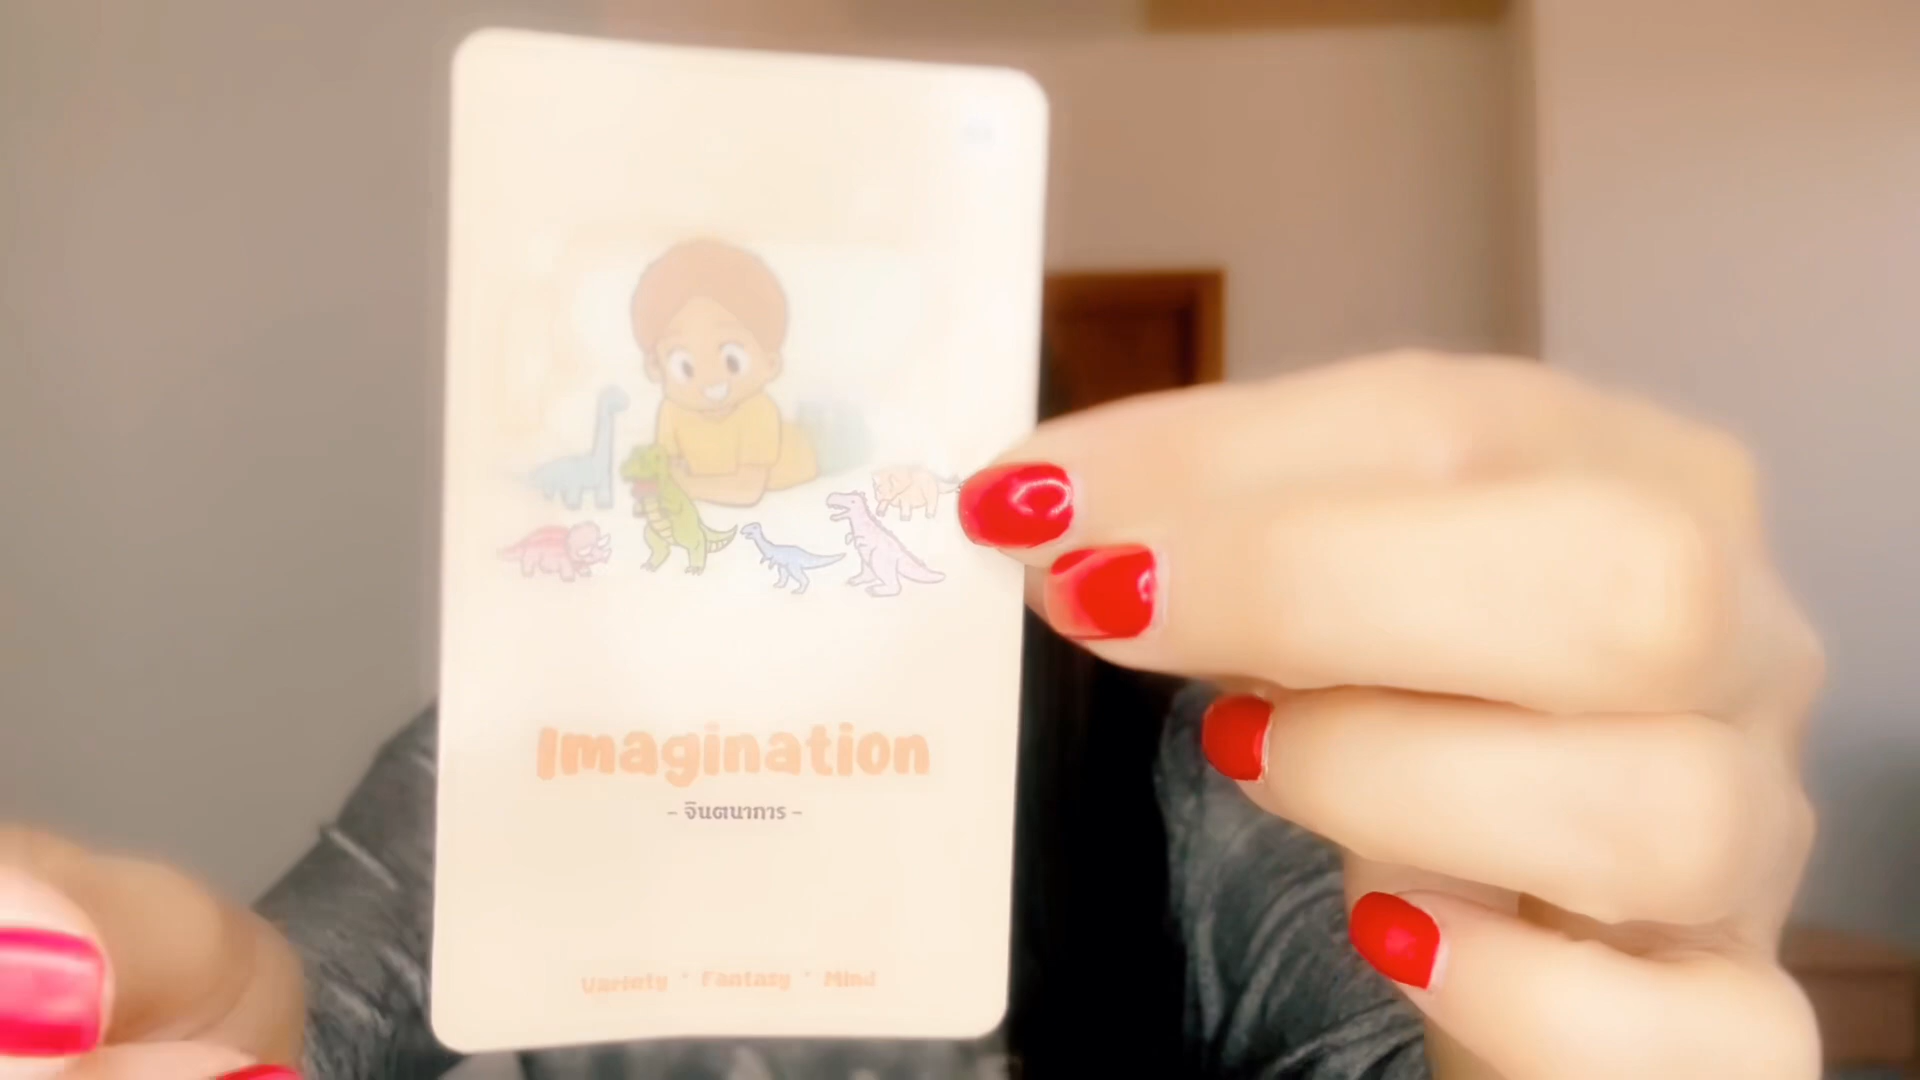 Imagination
- จินตนาการ -
Variety • Fantasy • Mind